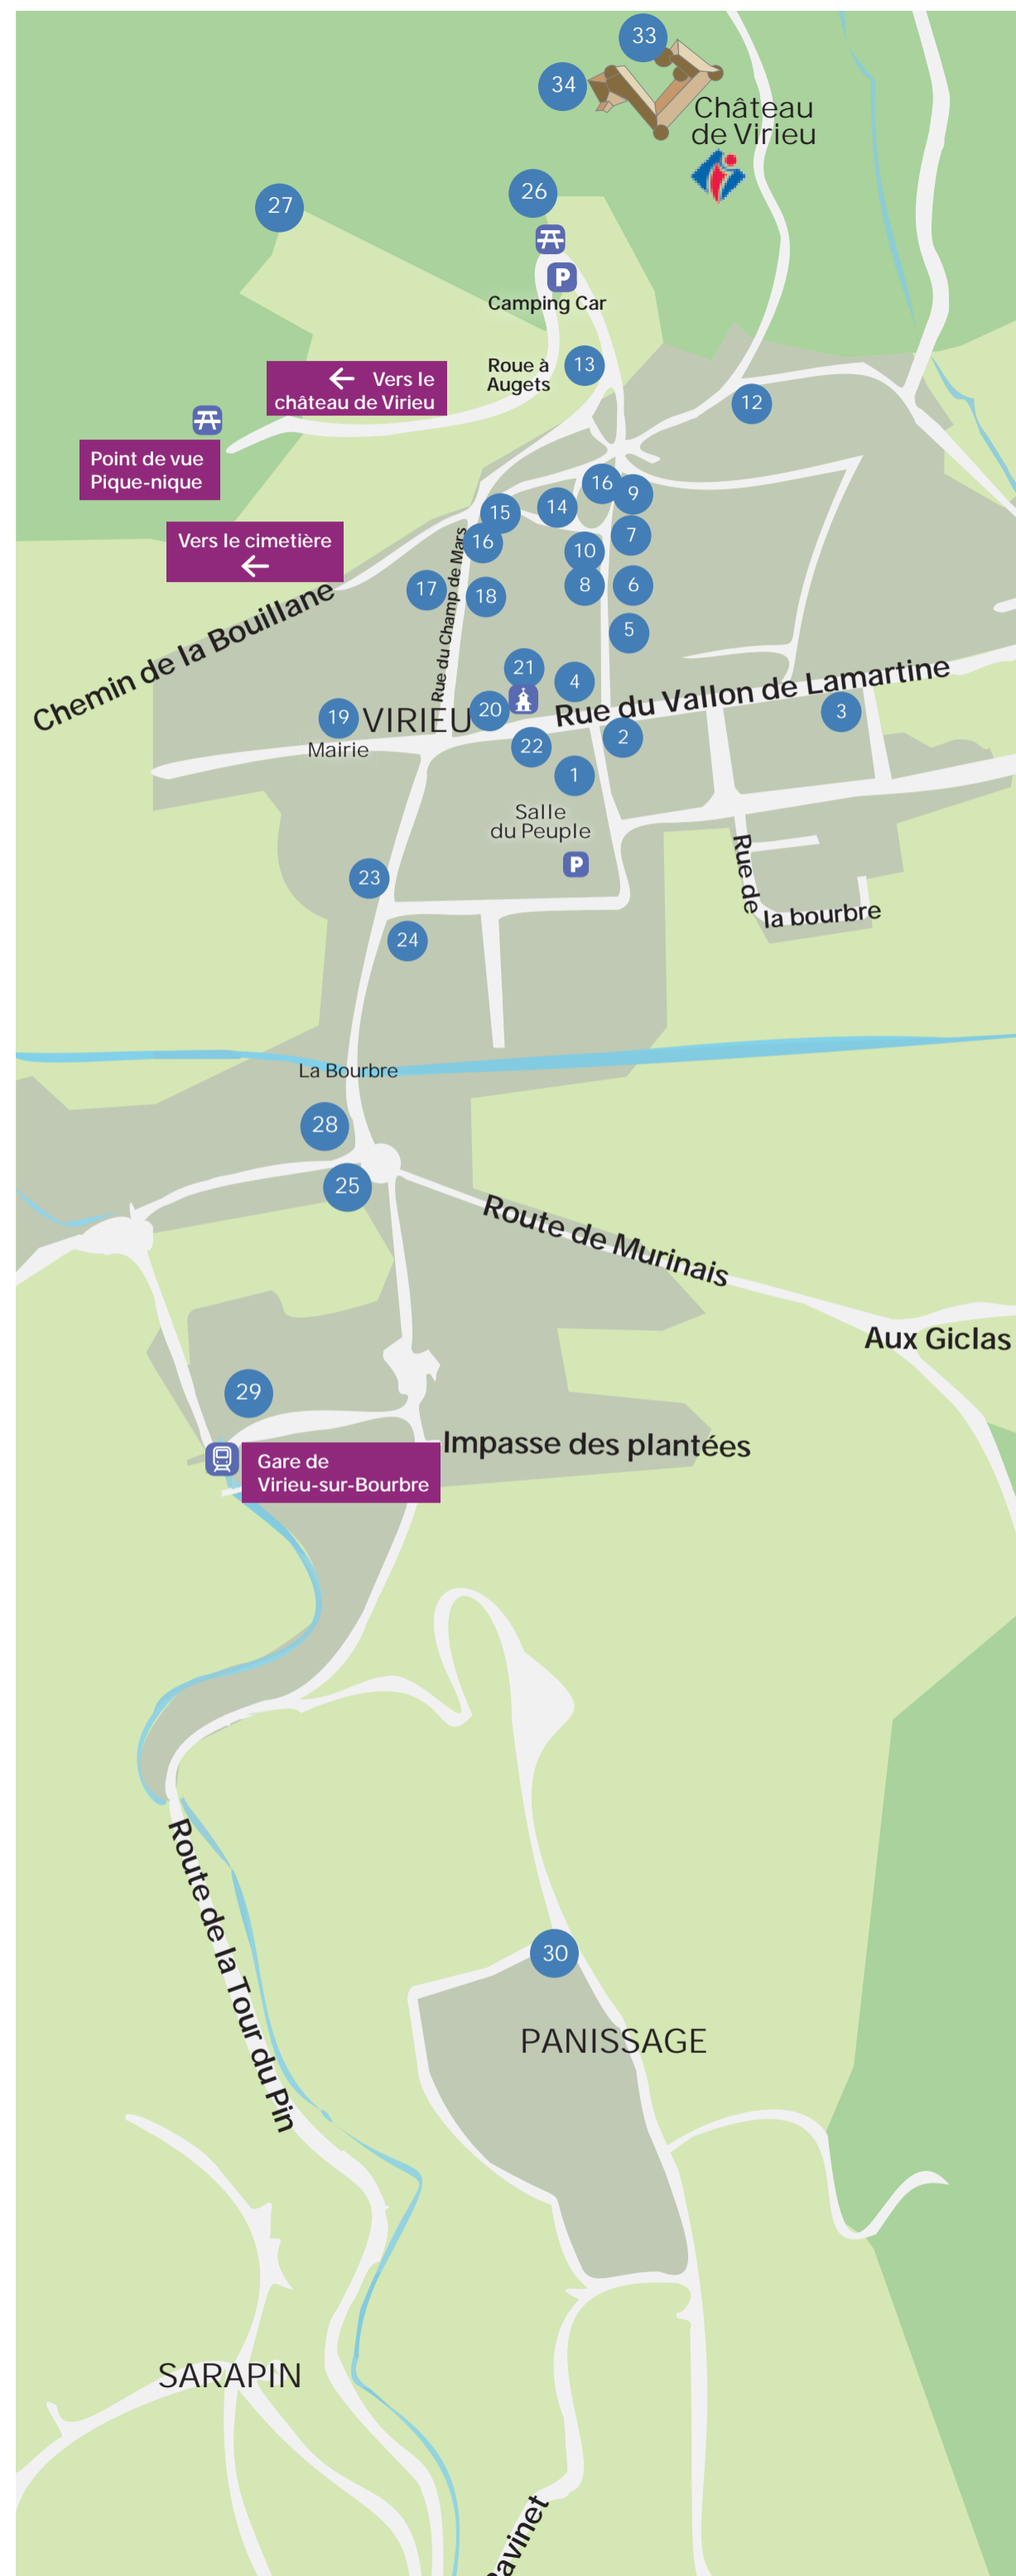 33
34
Château
de Virieu
27
26
P
Camping Car
Roue à
Augets
13
Vers le
château de Virieu
12
Point de vue
Pique-nique
16
9
14
15
Vers le cimetière
16
7
10
17
18
8
6
Rue du Champ de Mars
Chemin de la Bouillane
5
21
4
Rue du Vallon de Lamartine
19
VIRIEU
20
3
Mairie
22
2
1
Salle
du Peuple
P
23
Rue de
la bourbre
24
La Bourbre
28
25
Route de Murinais
Aux Giclas
29
Impasse des plantées
Gare de
Virieu-sur-Bourbre
Route de la Tour du Pin
30
PANISSAGE
SARAPIN